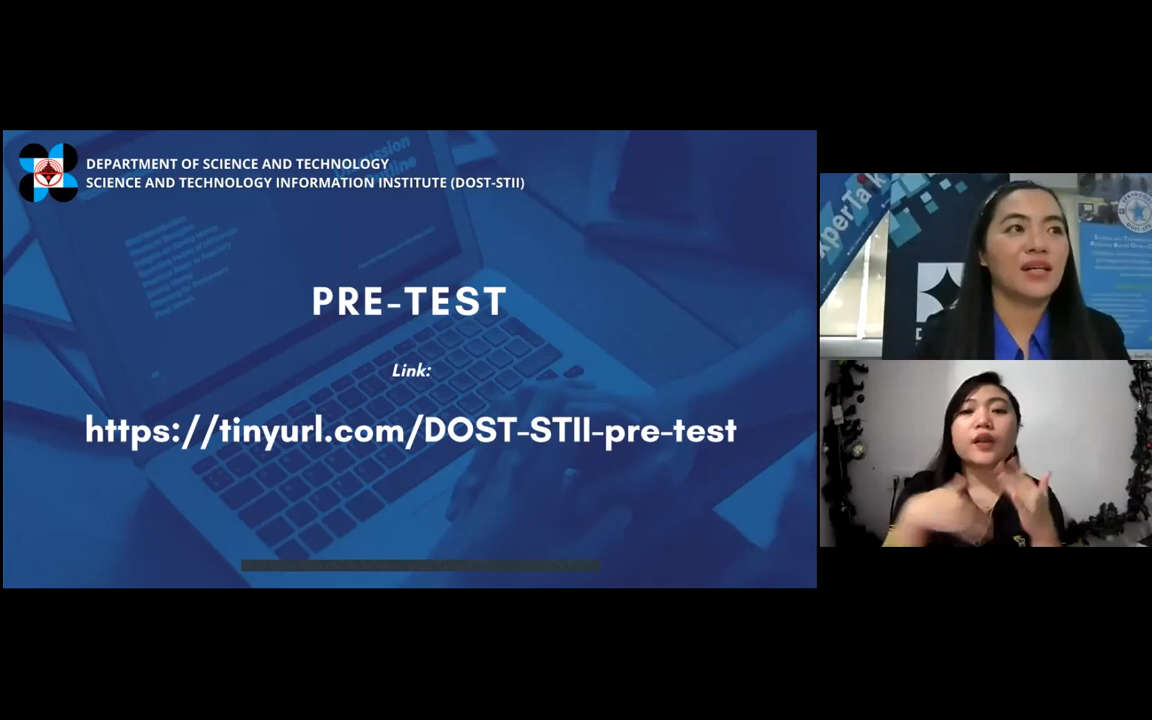 DEPARTMENT OF SCIENCE AND TECHNOLOGY
SCIENCE AND TECHNOLOGY INFORMATION INSTITUTE (DOST-STII)
PRE-TEST
Link:
https://tinyurl.com/DOST-STII-pre-test
xperTalk